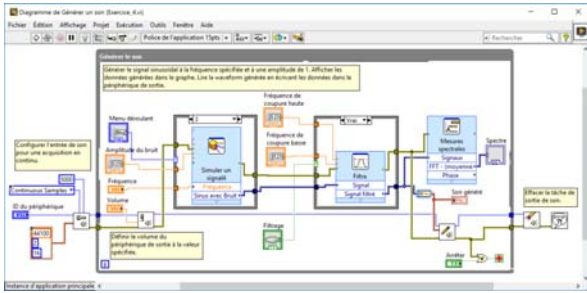 Diagramme de Générer un son (Exercice_4.vi)
Fichier Édition Affichage Projet Exécution Outils Fenêtre Aide
Police de l'application 15pts
Rechercher
Générer le son
Générer le signal sinusoïdal à la fréquence spécifiée et à une amplitude de 1. Afficher les
données générées dans le graphe. Lire la waveform générée en écrivant les données dans le
périphérique de sortie.
Fréquence de
coupure haute
Menu déroulant
Vrai
Mesures
spectrales
Signaux
FFT - (moyenne
Phase
Spectre
Configurer l'entrée de son
pour une acquisition en
continu.
Amplitude du bruit
Fréquence de
coupure basse
Simuler un
signal4
Fréquence
Sinus avec Bruit
Filtre
Signal
Signal filtré
Fréquence
Continuous Samples
Volume
Son généré
Effacer la tâche de
sortie de son.
ID du périphérique
44100
16
Définir le volume du
périphérique de sortie à la valeur
spécifiée.
Filtrage
Arrêter
i
Instance d'application principale